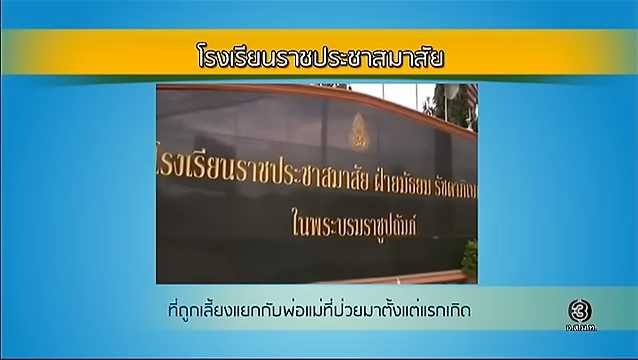 โรงเรียนราชประชาสมาสัย
โรงเรียนราชประชาสมาสัย ฝ่ายมัธยม รัชดาภิเษก
ในพระบรมราชูปถัมภ์
ที่ถูกเลี้ยงแยกกับพ่อแม่ที่ป่วยมาตั้งแต่แรกเกิด
3
อ.ส.ม.ท.